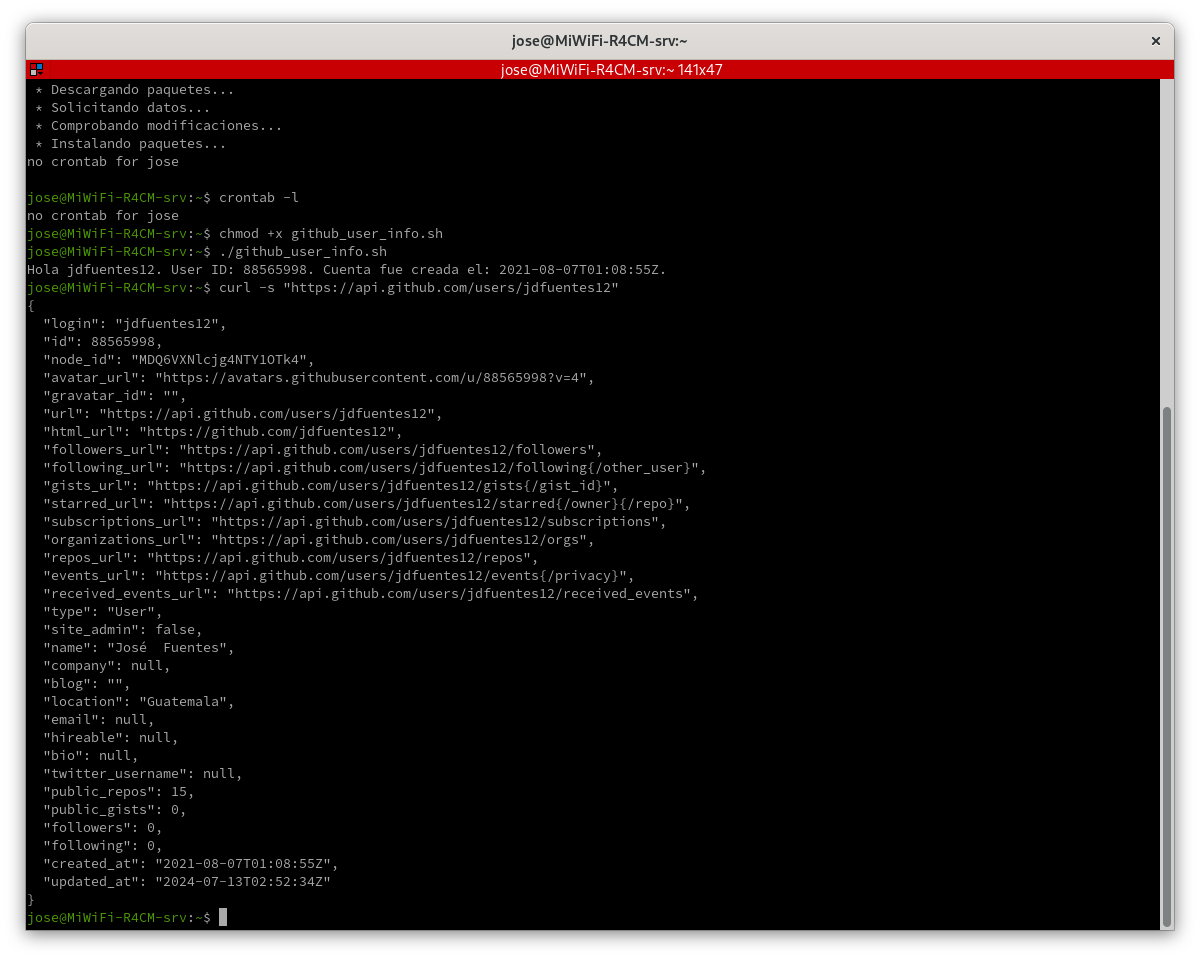 jose@MiWiFi-R4CM-srv:~
jose@MiWiFi-R4CM-srv:~ 141x47
 * Descargando paquetes...
 * Solicitando datos...
 * Comprobando modificaciones...
 * Instalando paquetes...
no crontab for jose
jose@MiWiFi-R4CM-srv:~$ crontab -l
no crontab for jose
jose@MiWiFi-R4CM-srv:~$ chmod +x github_user_info.sh
jose@MiWiFi-R4CM-srv:~$ ./github_user_info.sh
Hola jdfuentes12. User ID: 88565998. Cuenta fue creada el: 2021-08-07T01:08:55Z.
jose@MiWiFi-R4CM-srv:~$ curl -s "https://api.github.com/users/jdfuentes12"
{
  "login": "jdfuentes12",
  "id": 88565998,
  "node_id": "MDQ6VXNlcjg4NTY1OTk4",
  "avatar_url": "https://avatars.githubusercontent.com/u/88565998?v=4",
  "gravatar_id": "",
  "url": "https://api.github.com/users/jdfuentes12",
  "html_url": "https://github.com/jdfuentes12",
  "followers_url": "https://api.github.com/users/jdfuentes12/followers",
  "following_url": "https://api.github.com/users/jdfuentes12/following{/other_user}",
  "gists_url": "https://api.github.com/users/jdfuentes12/gists{/gist_id}",
  "starred_url": "https://api.github.com/users/jdfuentes12/starred{/owner}{/repo}",
  "subscriptions_url": "https://api.github.com/users/jdfuentes12/subscriptions",
  "organizations_url": "https://api.github.com/users/jdfuentes12/orgs",
  "repos_url": "https://api.github.com/users/jdfuentes12/repos",
  "events_url": "https://api.github.com/users/jdfuentes12/events{/privacy}",
  "received_events_url": "https://api.github.com/users/jdfuentes12/received_events",
  "type": "User",
  "site_admin": false,
  "name": "José  Fuentes",
  "company": null,
  "blog": "",
  "location": "Guatemala",
  "email": null,
  "hireable": null,
  "bio": null,
  "twitter_username": null,
  "public_repos": 15,
  "public_gists": 0,
  "followers": 0,
  "following": 0,
  "created_at": "2021-08-07T01:08:55Z",
  "updated_at": "2024-07-13T02:52:34Z"
}
jose@MiWiFi-R4CM-srv:~$